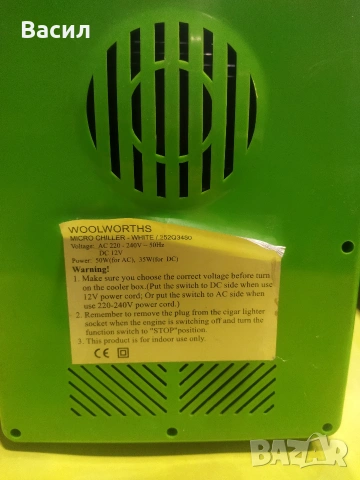 Васил
WOOLWORTHS
MICRO CHILLER - WHITE / 252G3460
Voltage: AC 220 - 240V ~ 50Hz
DC 12V
Power: 50W(for AC), 35W(for DC)
Warning!
1. Make sure you choose the correct voltage before turn
on the cooler box.(Put the switch to DC side when use
12V power cord; Or put the switch to AC side when
use 220-240V power cord.)
2. Remember to remove the plug from the cigar lighter
socket when the engine is switching off and turn the
function switch to "STOP"position.
3. This product is for indoor use only.
CE
BAZAR